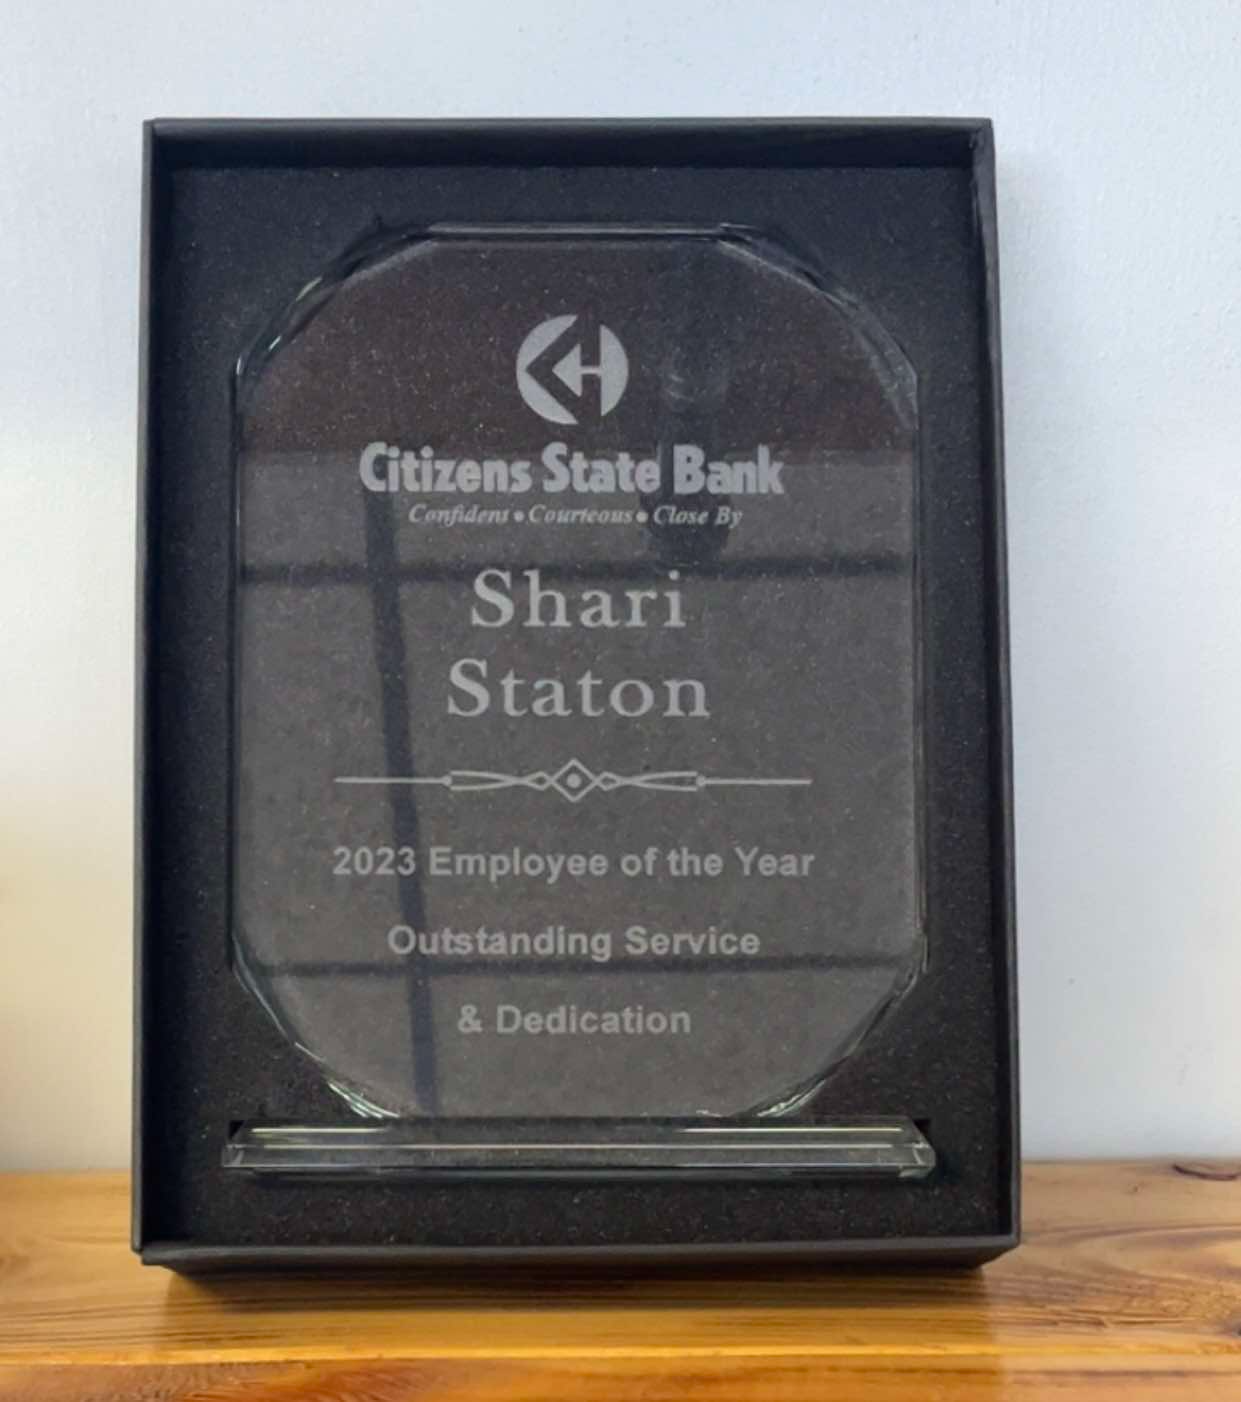 Citizens State Bank
Confident • Courteous • Close By
Shari
Staton
2023 Employee of the Year
Outstanding Service
& Dedication